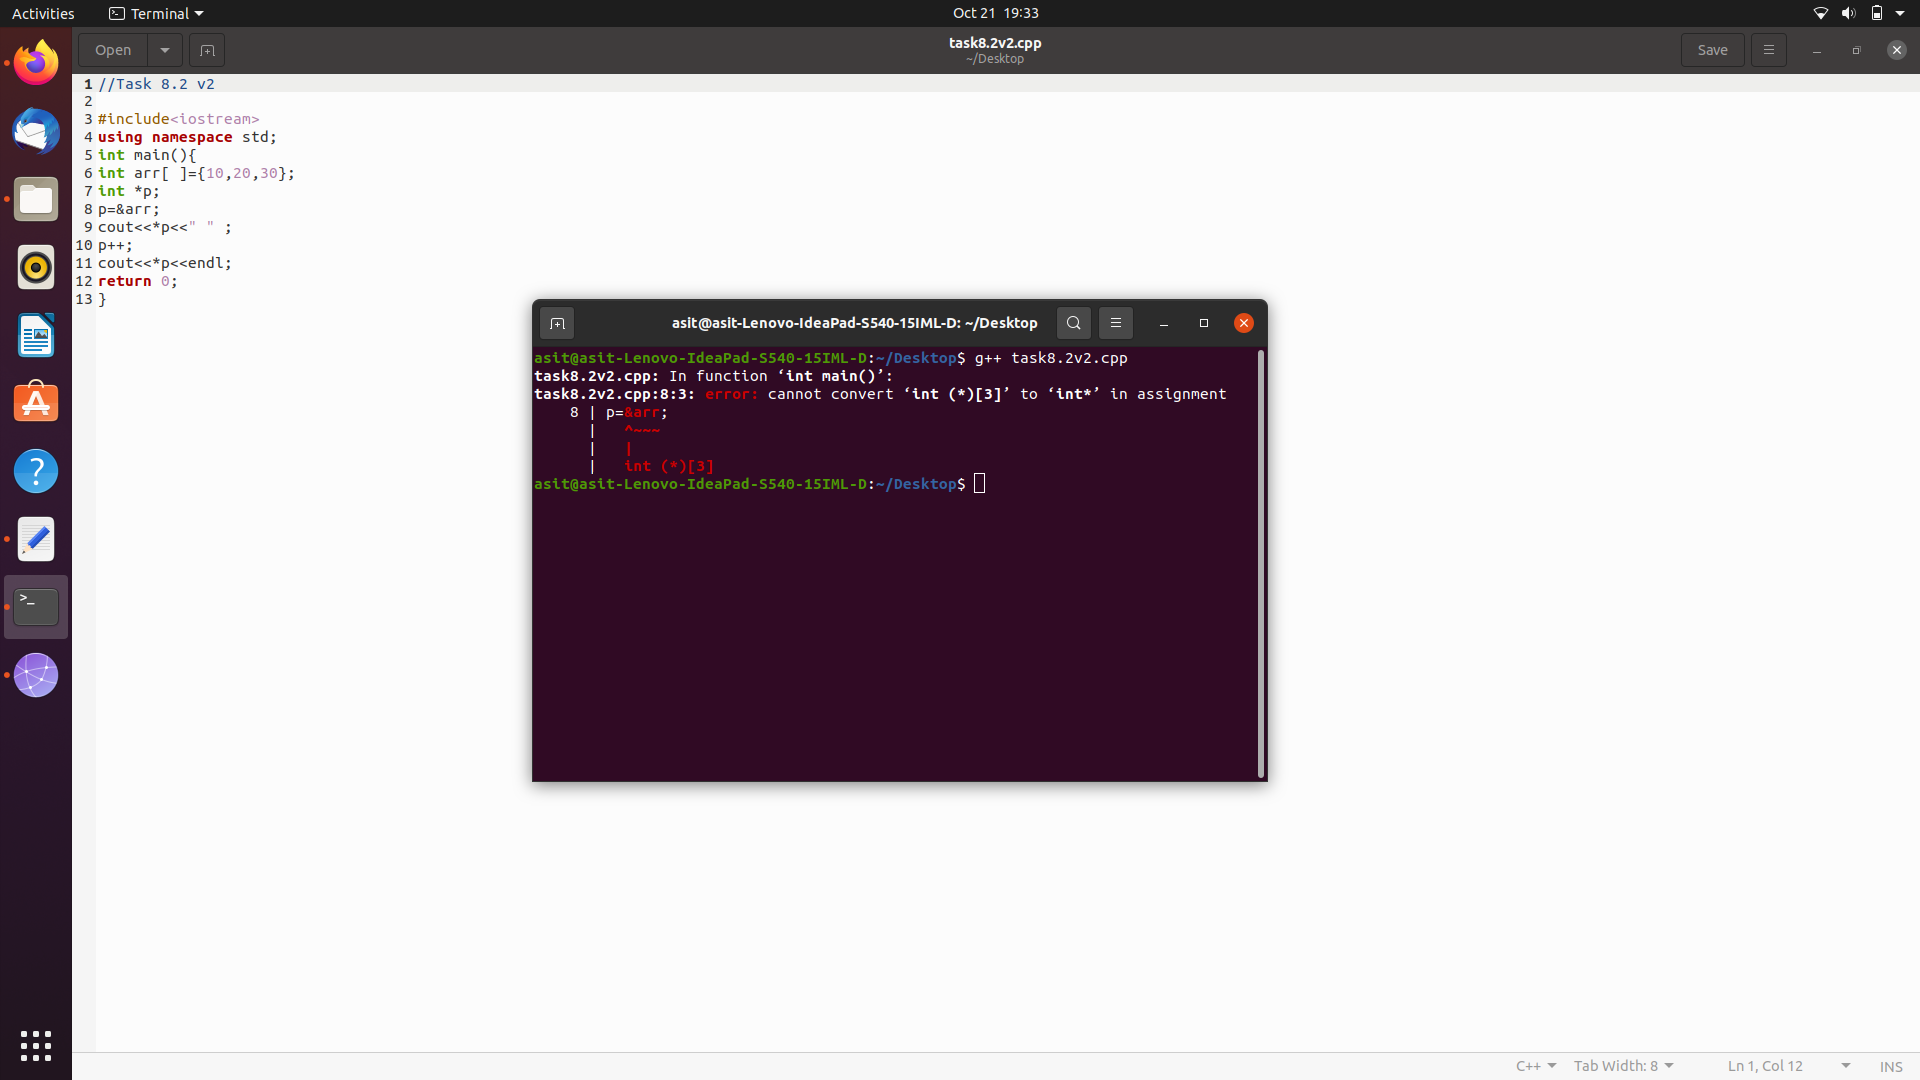 Activities
Terminal
Oct 21 19:33
Open
task8.2v2.cpp
~/Desktop
Save
1 //Task 8.2 v2
2
3 #include<iostream>
4 using namespace std;
5 int main(){
6 int arr[ ]={10,20,30};
7 int *p;
8 p=&arr;
9 cout<<*p<<" " ;
10 p++;
11 cout<<*p<<endl;
12 return 0;
13 }
asit@asit-Lenovo-IdeaPad-S540-15IML-D: ~/Desktop
asit@asit-Lenovo-IdeaPad-S540-15IML-D:~/Desktop$ g++ task8.2v2.cpp
task8.2v2.cpp: In function ‘int main()’:
task8.2v2.cpp:8:3: error: cannot convert ‘int (*)[3]’ to ‘int*’ in assignment
    8 | p=&arr;
      |   ^~~~
      |   |
      |   int (*)[3]
asit@asit-Lenovo-IdeaPad-S540-15IML-D:~/Desktop$
C++
Tab Width: 8
Ln 1, Col 12
INS